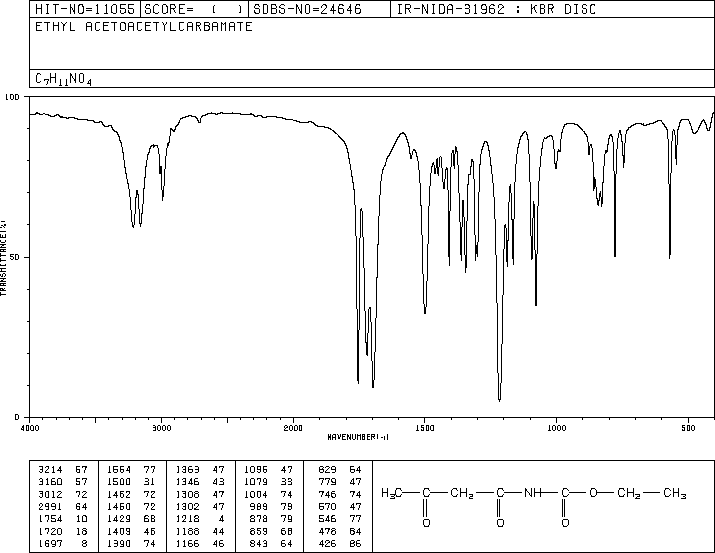 HIT-NO=11055 SCORE= ( ) SDBS-NO=24646 IR-NIDA-31962 : KBR DISC
ETHYL ACETOACETYLCARBAMATE
C7H11NO4
100
50
0
TRANSMITTANCE(%)
4000 3000 2000 1500 1000 500
WAVENUMBER(-1)
3214 57 1554 77 1363 47 1096 47 829 64
3160 57 1500 31 1346 43 1079 33 779 47
3012 72 1462 72 1308 47 1004 74 746 74
2991 64 1450 72 1302 47 989 79 570 47
1754 10 1429 68 1218 4 878 79 546 77
1720 18 1409 46 1188 44 859 68 478 84
1697 8 1390 74 1166 46 843 64 426 86
H3C CH2 NH O CH2 CH3
O O O